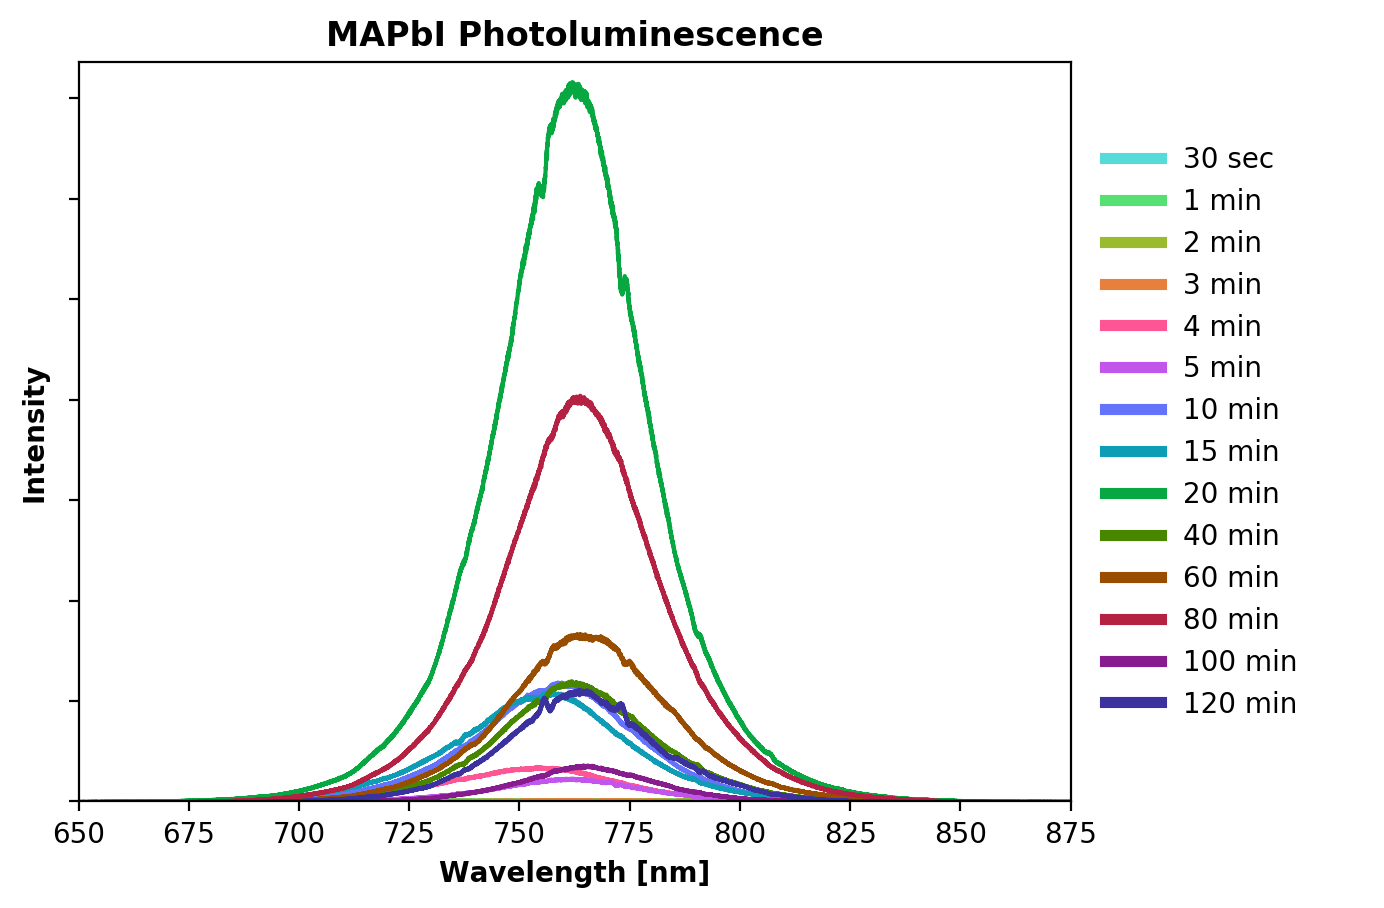 MAPbI Photoluminescence
Intensity
30 sec
1 min
2 min
3 min
4 min
5 min
10 min
15 min
20 min
40 min
60 min
80 min
100 min
120 min
650 675 700 725 750 775 800 825 850 875
Wavelength [nm]